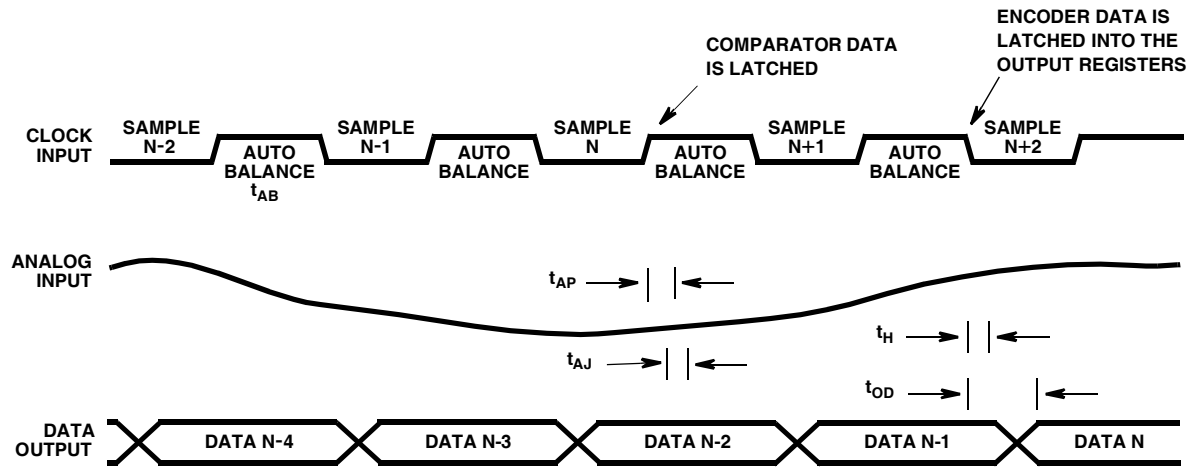 COMPARATOR DATA
IS LATCHED
ENCODER DATA IS
LATCHED INTO THE
OUTPUT REGISTERS
CLOCK
INPUT
SAMPLE
N-2
AUTO
BALANCE
tAB
SAMPLE
N-1
AUTO
BALANCE
SAMPLE
N
AUTO
BALANCE
SAMPLE
N+1
AUTO
BALANCE
SAMPLE
N+2
ANALOG
INPUT
tAP
tAJ
tH
tOD
DATA
OUTPUT
DATA N-4
DATA N-3
DATA N-2
DATA N-1
DATA N